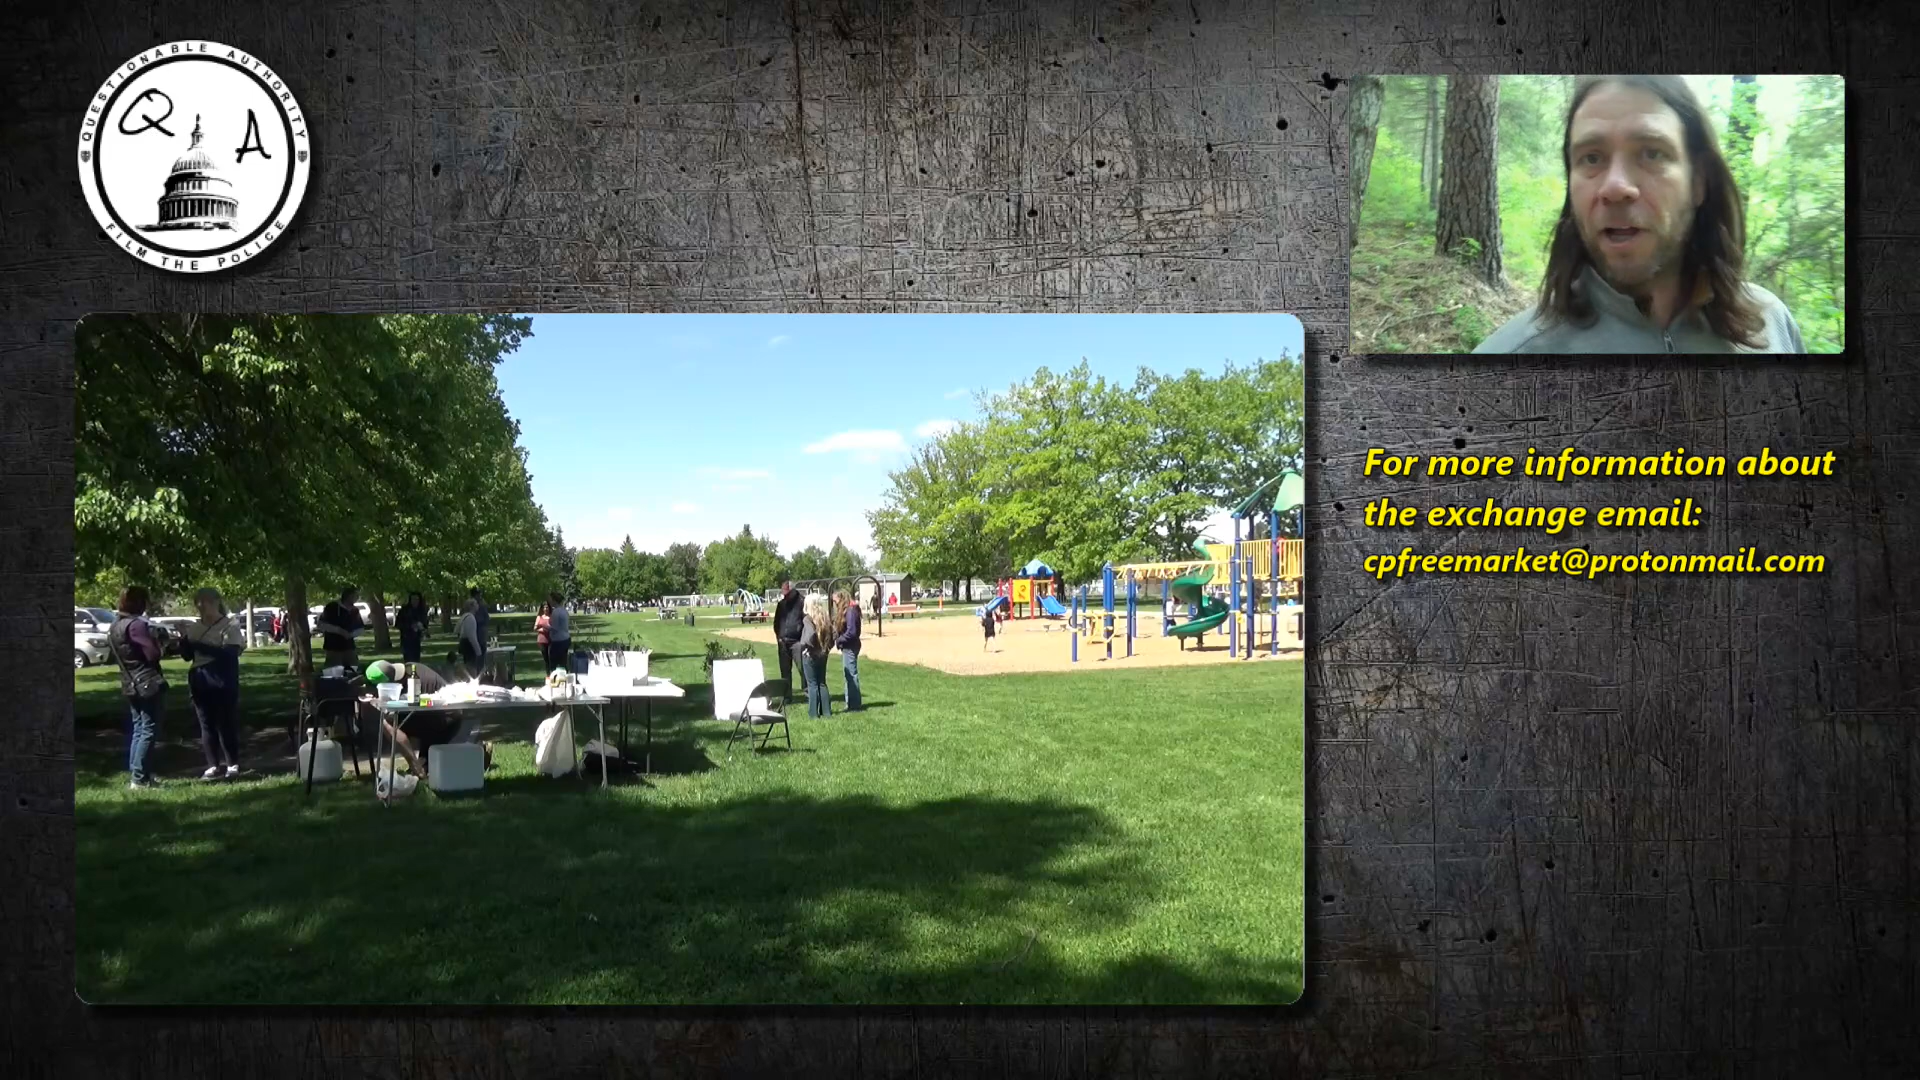 QUESTIONABLE AUTHORITY
Q A
FILM THE POLICE
For more information about
the exchange email:
cpfreemarket@protonmail.com